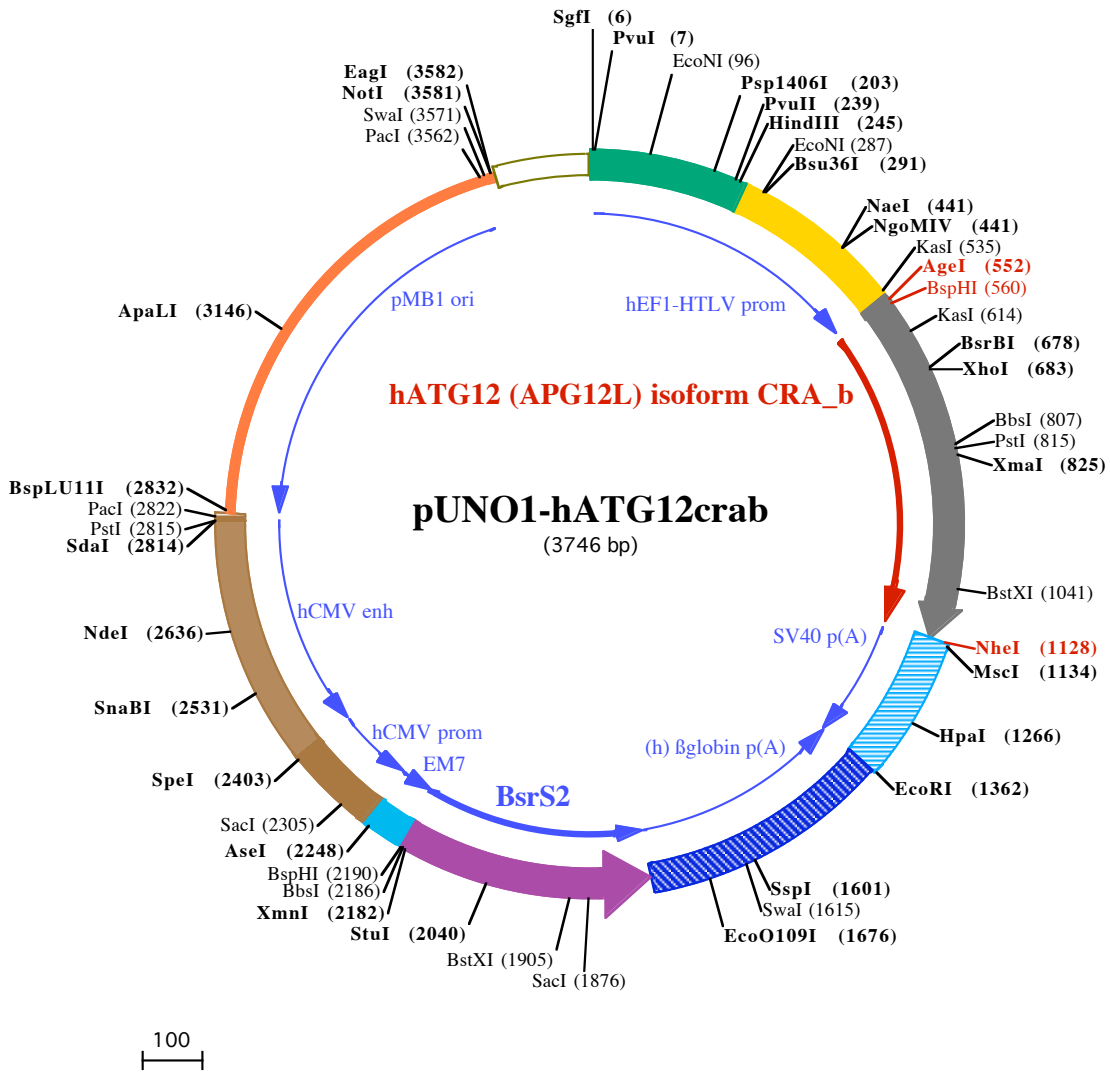 SgfI (6)
PvuI (7)
EcoNI (96)
Psp1406I (203)
PvuII (239)
HindIII (245)
EcoNI (287)
Bsu36I (291)
NaeI (441)
NgoMIV (441)
KasI (535)
AgeI (552)
BspHI (560)
KasI (614)
BsrBI (678)
XhoI (683)
BbsI (807)
PstI (815)
XmaI (825)
BstXI (1041)
NheI (1128)
MscI (1134)
HpaI (1266)
EcoRI (1362)
SspI (1601)
SwaI (1615)
EcoO109I (1676)
SacI (1876)
BstXI (1905)
StuI (2040)
XmnI (2182)
BbsI (2186)
BspHI (2190)
AseI (2248)
SacI (2305)
SpeI (2403)
SnaBI (2531)
NdeI (2636)
SdaI (2814)
PstI (2815)
PacI (2822)
BspLU11I (2832)
ApaLI (3146)
PacI (3562)
SwaI (3571)
NotI (3581)
EagI (3582)
pMB1 ori
hEF1-HTLV prom
hATG12 (APG12L) isoform CRA_b
pUNO1-hATG12crab
(3746 bp)
hCMV enh
SV40 p(A)
hCMV prom
(h) ßglobin p(A)
EM7
BsrS2
100